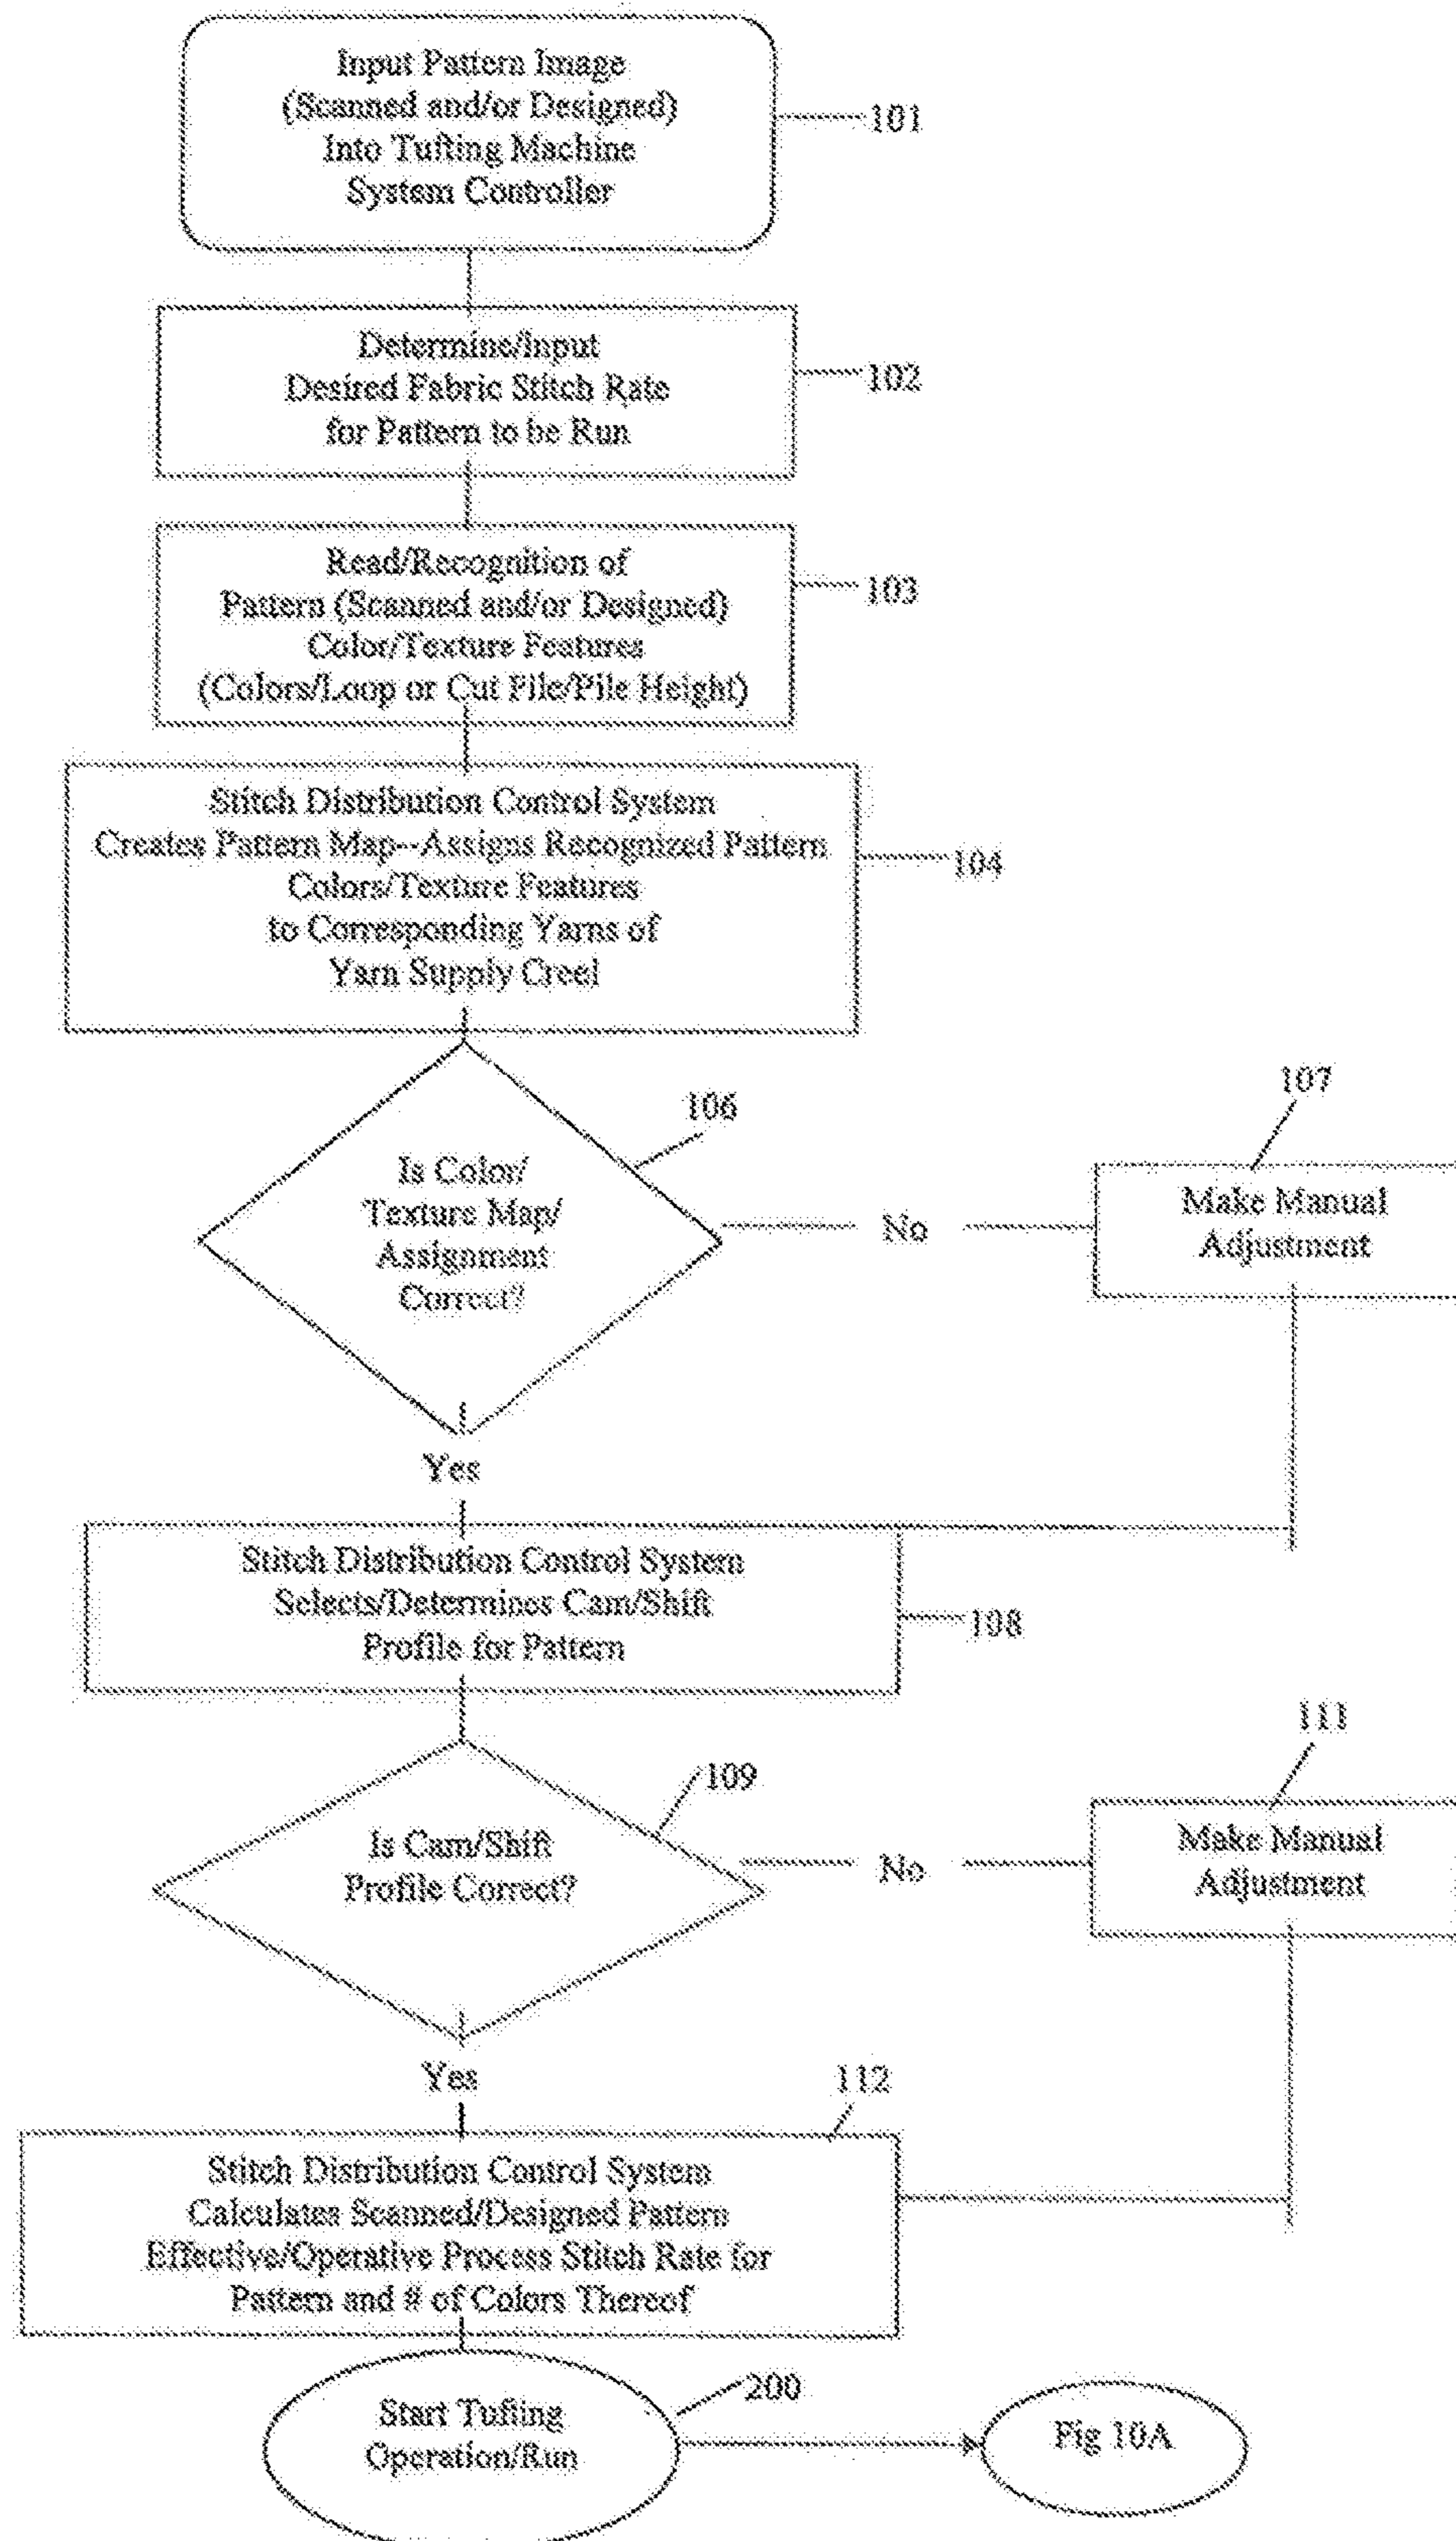 Input Pattern Image
(Scanned and/or Designed)
Into Tufting Machine
System Controller
101
Determine/Input
Desired Fabric Stitch Rate
for Pattern to be Run
102
Read/Recognition of
Pattern (Scanned and/or Designed)
Color/Texture Features
(Colors/Loop or Cut Pile/Pile Height)
103
Stitch Distribution Control System
Creates Pattern Map--Assigns Recognized Pattern
Colors/Texture Features
to Corresponding Yarns of
Yarn Supply Creel
104
106
Is Color/
Texture Map/
Assignment
Correct?
No
107
Make Manual
Adjustment
Yes
Stitch Distribution Control System
Selects/Determines Cam/Shift
Profile for Pattern
108
109
Is Cam/Shift
Profile Correct?
No
111
Make Manual
Adjustment
Yes
112
Stitch Distribution Control System
Calculates Scanned/Designed Pattern
Effective/Operative Process Stitch Rate for
Pattern and # of Colors Thereof
Start Tufting
Operation/Run
200
Fig 10A